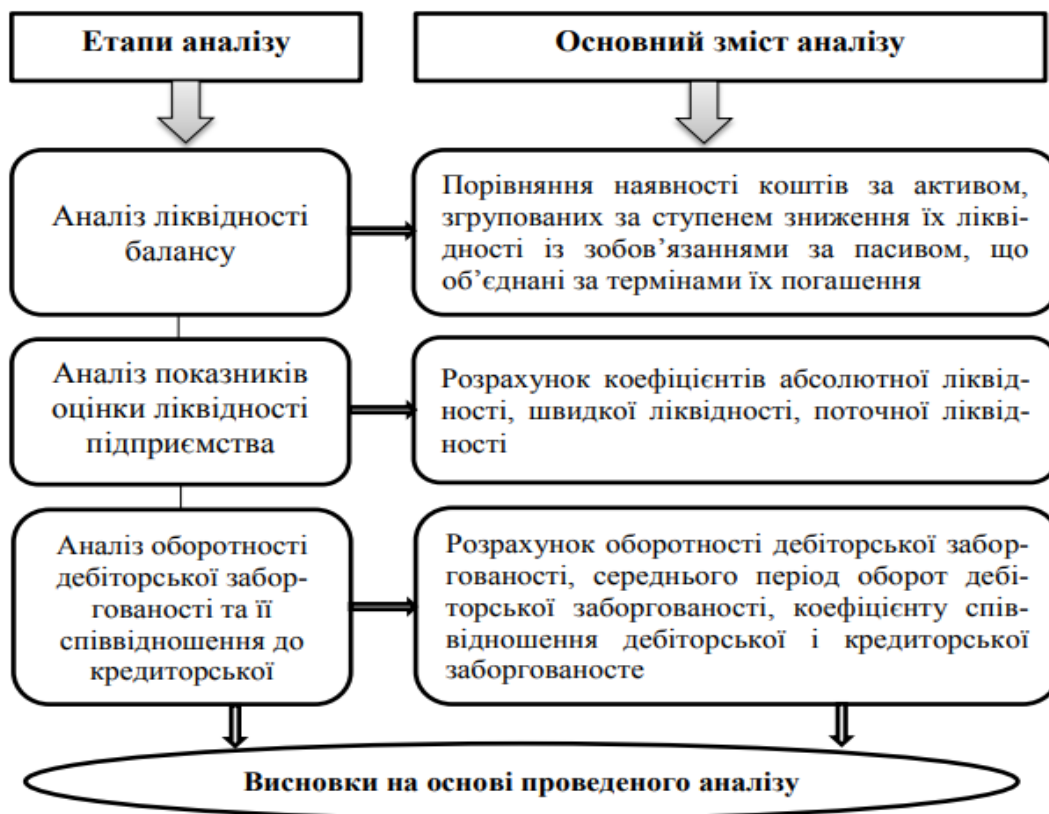 Етапи аналізу
Основний зміст аналізу
Аналіз ліквідності
балансу
Порівняння наявності коштів за активом,
згрупованих за ступенем зниження їх лікві-
дності із зобов’язаннями за пасивом, що
об’єднані за термінами їх погашення
Аналіз показників
оцінки ліквідності
підприємства
Розрахунок коефіцієнтів абсолютної ліквід-
ності, швидкої ліквідності, поточної ліквід-
ності
Аналіз оборотності
дебіторської забор-
гованості та її
співвідношення до
кредиторської
Розрахунок оборотності дебіторської забор-
гованості, середнього період оборот дебі-
торської заборгованості, коефіцієнту спів-
відношення дебіторської і кредиторської
заборгованосте
Висновки на основі проведеного аналізу